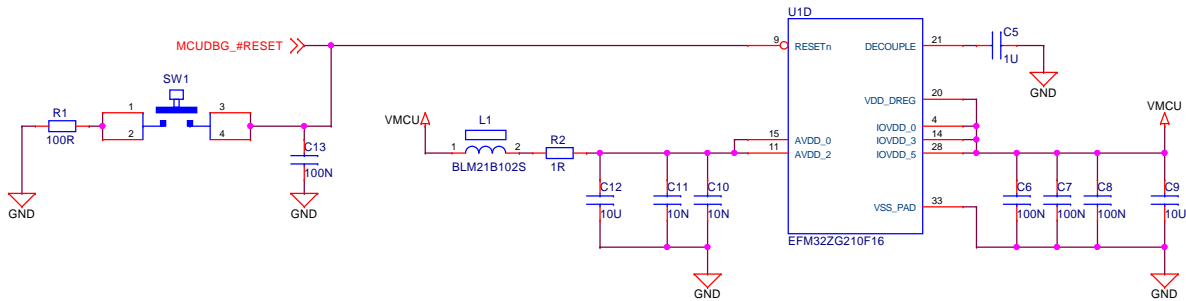 U1D
MCUDBG_#RESET
9
RESETn
DECOUPLE
21
C5
1U
GND
SW1
R1
100R
1
2
3
4
C13
100N
GND
GND
VMCU
L1
1
2
BLM21B102S
R2
1R
15
11
AVDD_0
AVDD_2
VDD_DREG
20
IOVDD_0
4
IOVDD_3
14
IOVDD_5
28
VMCU
C12
10U
C11
10N
C10
10N
GND
VSS_PAD
33
C6
100N
C7
100N
C8
100N
C9
10U
GND
EFM32ZG210F16